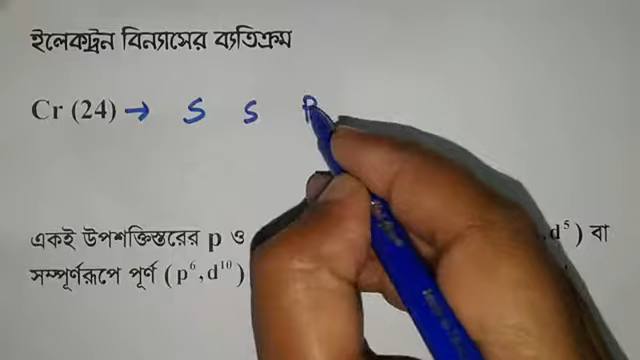 ইলেকট্রন বিন্যাসের ব্যতিক্রম
Cr (24) → S S P
একই উপশক্তিস্তরের p ও ,d⁵ ) বা
সম্পূর্ণরূপে পূর্ণ ( p⁶,d¹⁰ )